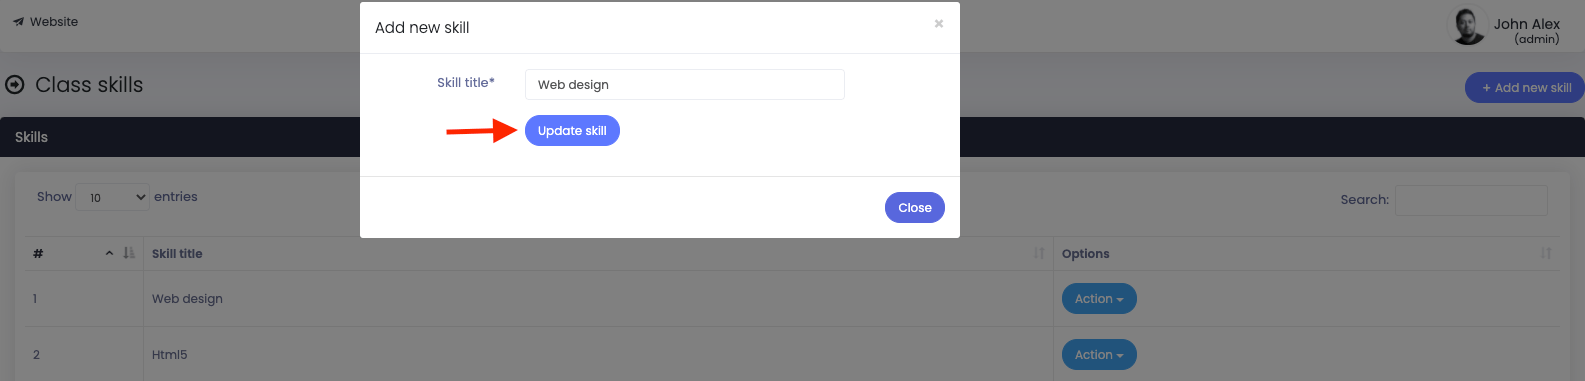 Website
John Alex
(admin)
Add new skill
×
Skill title*
Web design
Update skill
Close
Class skills
+ Add new skill
Skills
Show 10 entries
Search:
# Skill title Options
1 Web design Action
2 Html5 Action